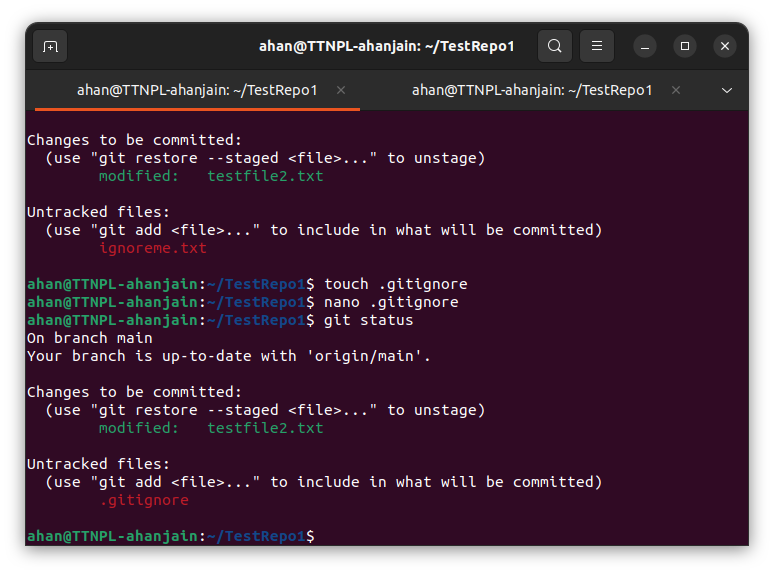 ahan@TTNPL-ahanjain: ~/TestRepo1
ahan@TTNPL-ahanjain: ~/TestRepo1
ahan@TTNPL-ahanjain: ~/TestRepo1
Changes to be committed:
(use "git restore --staged <file>..." to unstage)
modified:   testfile2.txt
Untracked files:
(use "git add <file>..." to include in what will be committed)
ignoreme.txt
ahan@TTNPL-ahanjain:~/TestRepo1$ touch .gitignore
ahan@TTNPL-ahanjain:~/TestRepo1$ nano .gitignore
ahan@TTNPL-ahanjain:~/TestRepo1$ git status
On branch main
Your branch is up-to-date with 'origin/main'.
Changes to be committed:
(use "git restore --staged <file>..." to unstage)
modified:   testfile2.txt
Untracked files:
(use "git add <file>..." to include in what will be committed)
.gitignore
ahan@TTNPL-ahanjain:~/TestRepo1$